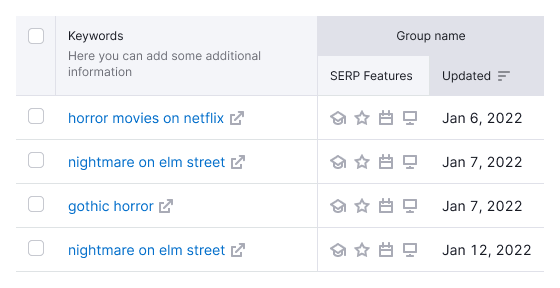 Keywords
Here you can add some additional
information
Group name
SERP Features
Updated
horror movies on netflix
Jan 6, 2022
nightmare on elm street
Jan 7, 2022
gothic horror
Jan 7, 2022
nightmare on elm street
Jan 12, 2022